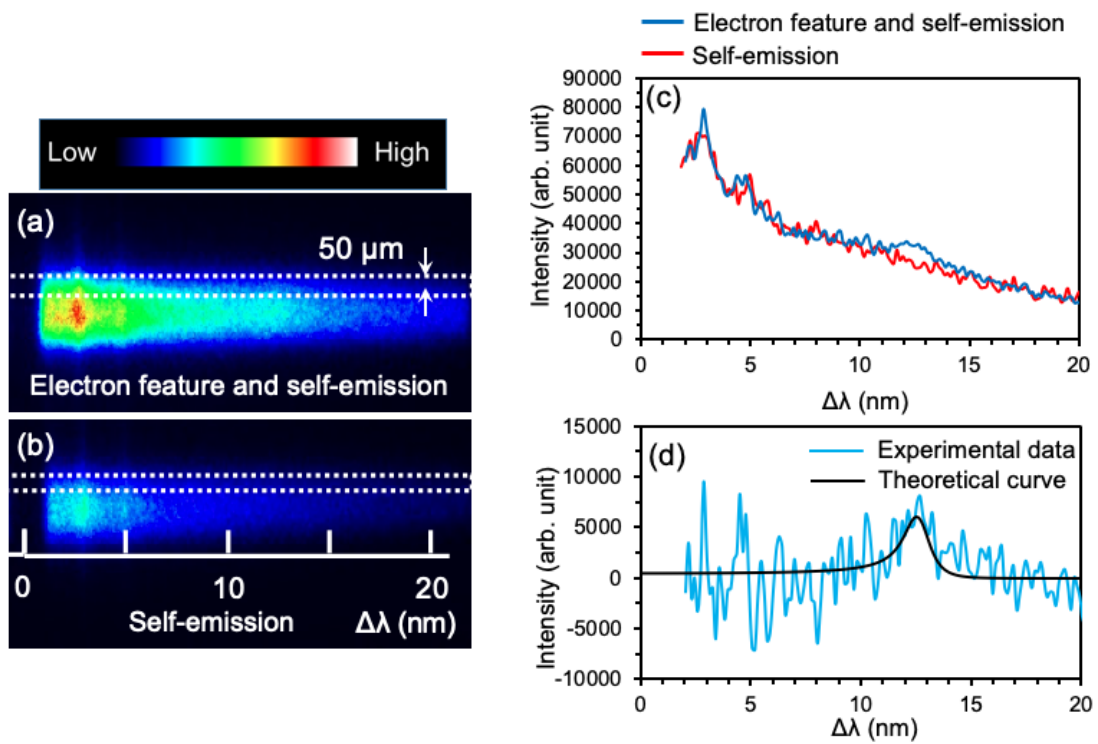 Low High
(a)
50 μm
Electron feature and self-emission
(b)
0 10 20
Self-emission Δλ (nm)
Electron feature and self-emission
Self-emission
(c)
Intensity (arb. unit)
90000
80000
70000
60000
50000
40000
30000
20000
10000
0
0 5 10 15 20
Δλ (nm)
(d)
Experimental data
Theoretical curve
Intensity (arb. unit)
15000
10000
5000
0
-5000
-10000
0 5 10 15 20
Δλ (nm)